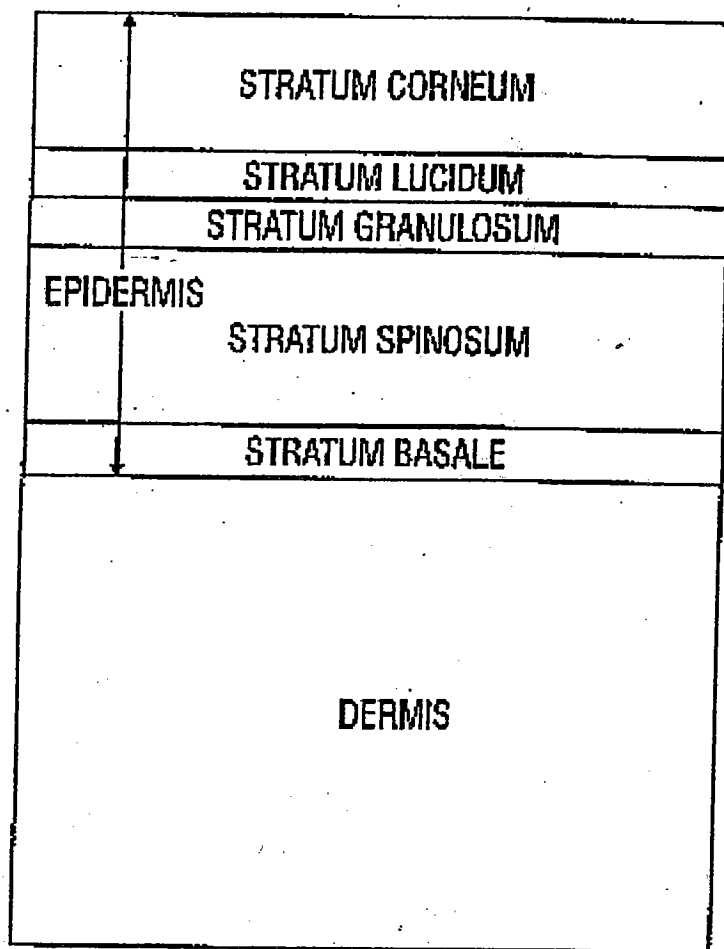 STRATUM CORNEUM
STRATUM LUCIDUM
STRATUM GRANULOSUM
EPIDERMIS
STRATUM SPINOSUM
STRATUM BASALE
DERMIS